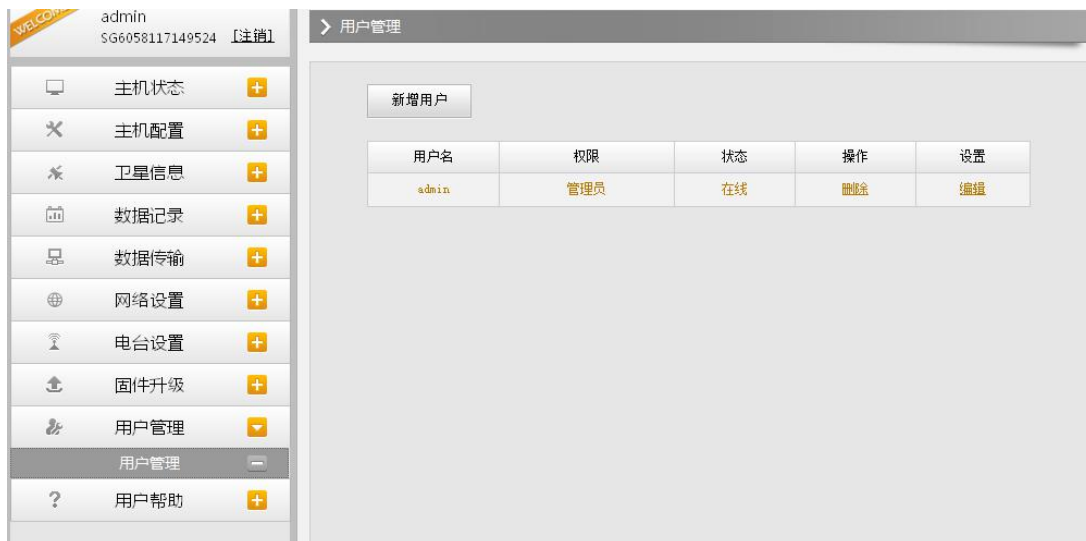 WELCOME
admin
SG6058117149524 [注销]
主机状态
主机配置
卫星信息
数据记录
数据传输
网络设置
电台设置
固件升级
用户管理
用户管理
用户帮助
用户管理
新增用户
用户名 权限 状态 操作 设置
admin 管理员 在线 删除 编辑